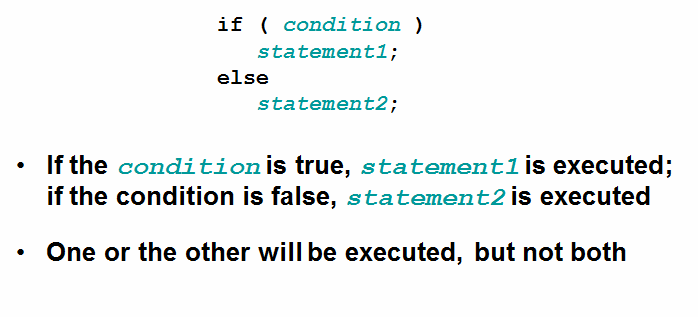 if ( condition )
statement1;
else
statement2;
• If the condition is true, statement1 is executed;
if the condition is false, statement2 is executed
• One or the other will be executed, but not both